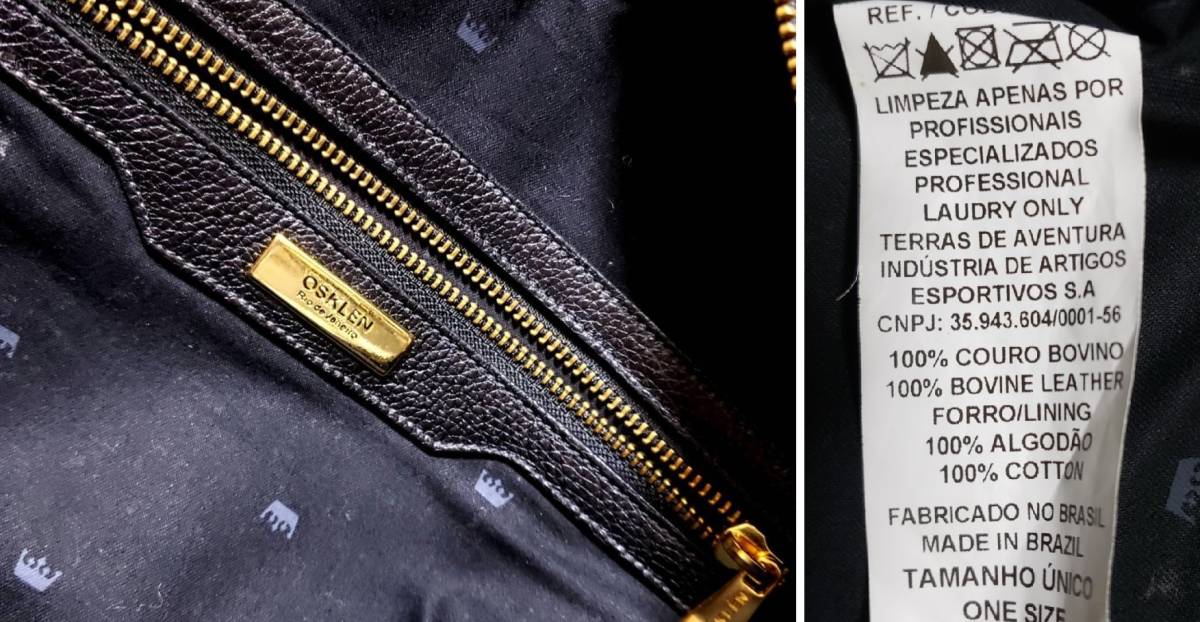 OSKLEN
Rio de Janeiro
REF. /
LIMPEZA APENAS POR
PROFISSIONAIS
ESPECIALIZADOS
PROFESSIONAL
LAUDRY ONLY
TERRAS DE AVENTURA
INDÚSTRIA DE ARTIGOS
ESPORTIVOS S.A
CNPJ: 35.943.604/0001-56
100% COURO BOVINO
100% BOVINE LEATHER
FORRO/LINING
100% ALGODÃO
100% COTTON
FABRICADO NO BRASIL
MADE IN BRAZIL
TAMANHO ÚNICO
ONE SIZE